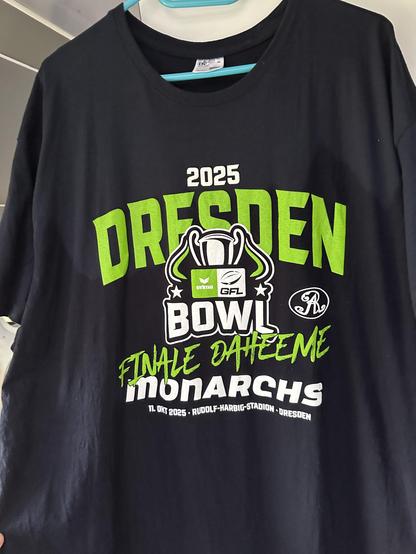 2025
DRESDEN
erima GFL
BOWL
FINALE DAHEEME
MONARCHS
11. OKT 2025 · RUDOLF-HARBIG-STADION · DRESDEN